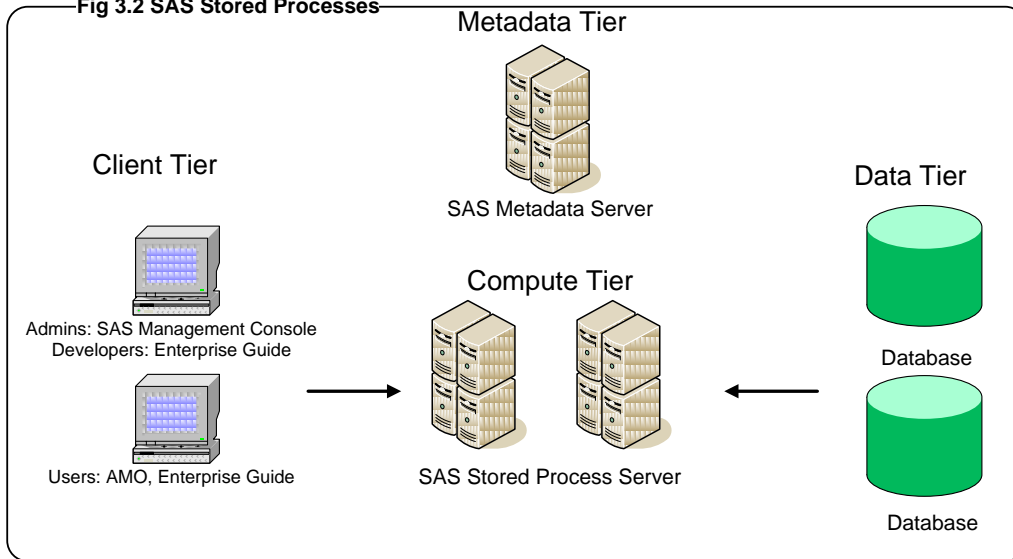 Fig 3.2 SAS Stored Processes
Metadata Tier
SAS Metadata Server
Client Tier
Admins: SAS Management Console
Developers: Enterprise Guide
Users: AMO, Enterprise Guide
Compute Tier
SAS Stored Process Server
Data Tier
Database
Database